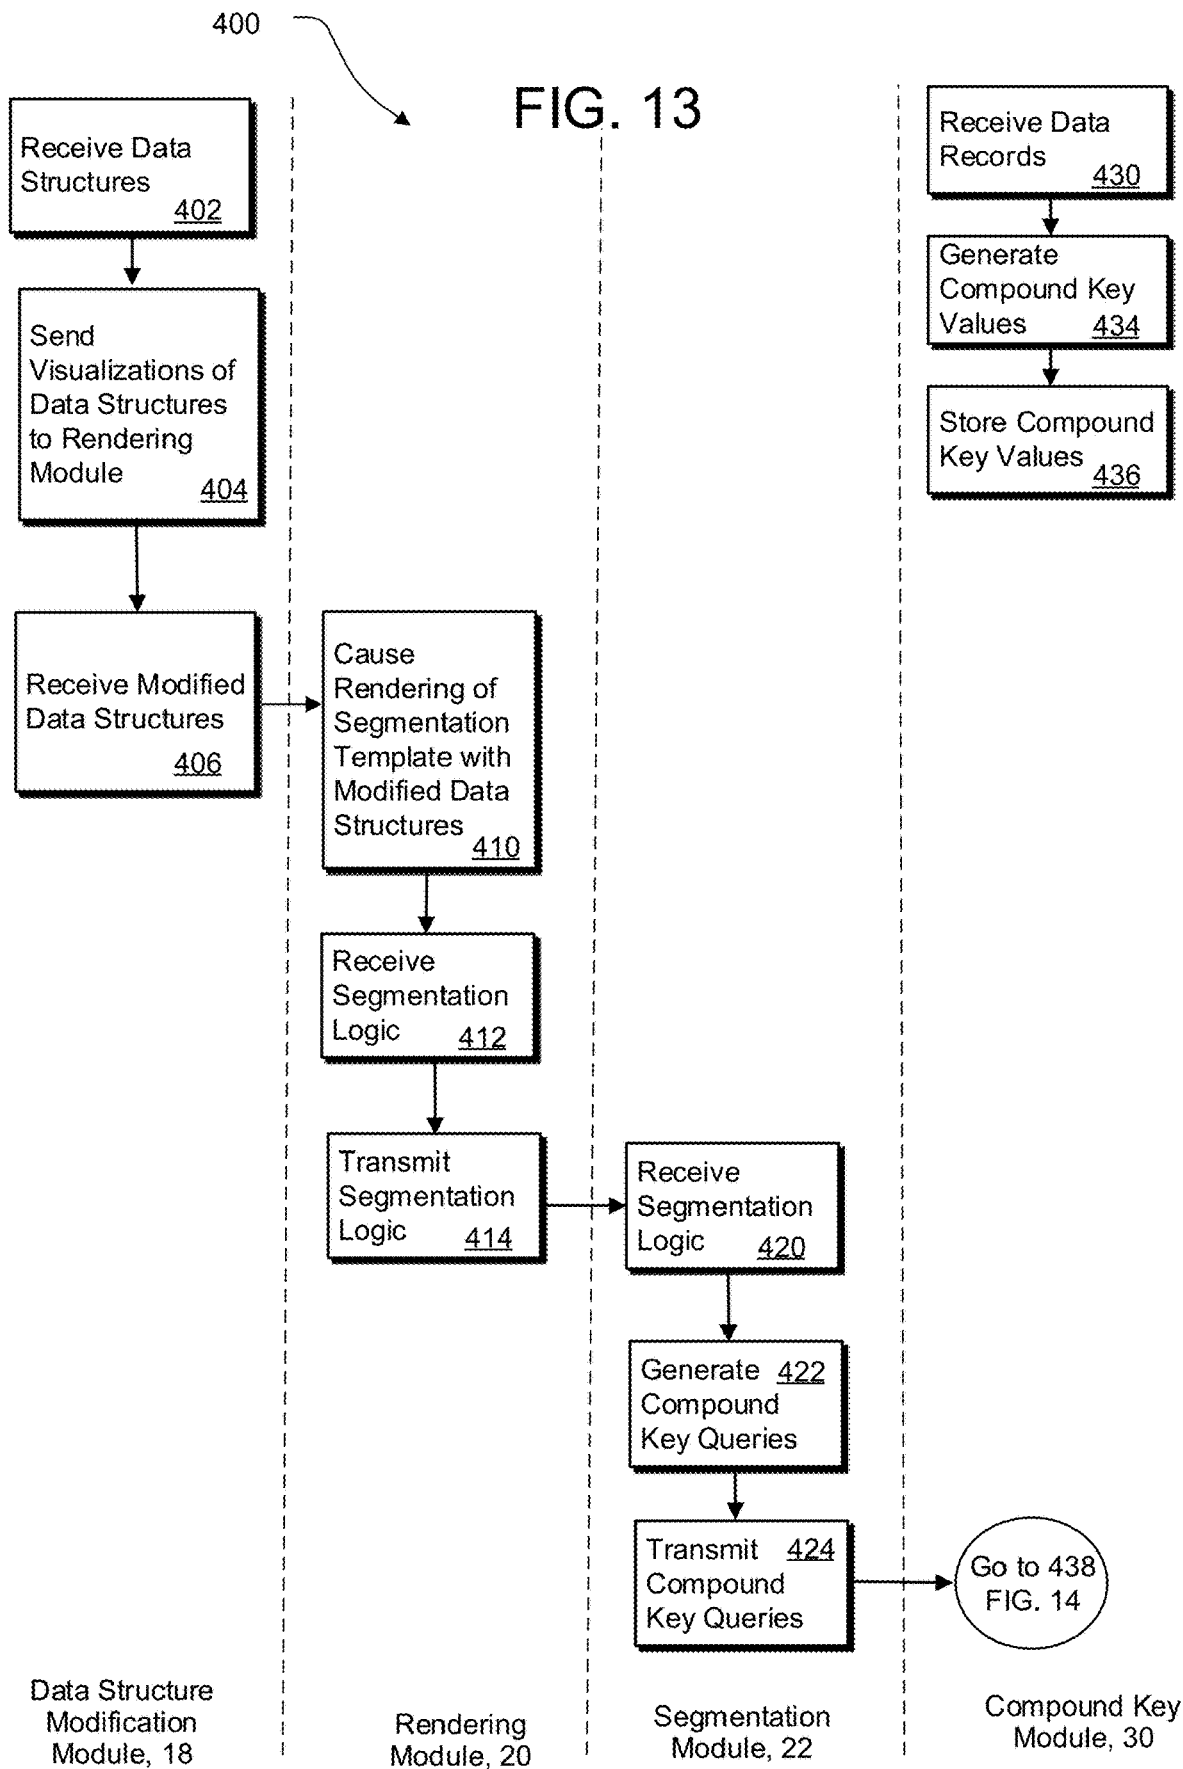 400
FIG. 13
Receive Data
Structures
402
Send
Visualizations of
Data Structures
to Rendering
Module
404
Receive Modified
Data Structures
406
Cause
Rendering of
Segmentation
Template with
Modified Data
Structures
410
Receive
Segmentation
Logic
412
Transmit
Segmentation
Logic
414
Receive
Segmentation
Logic
420
Generate 422
Compound
Key Queries
Transmit 424
Compound
Key Queries
Receive Data
Records
430
Generate
Compound Key
Values
434
Store Compound
Key Values
436
Go to 438
FIG. 14
Data Structure
Modification
Module, 18
Rendering
Module, 20
Segmentation
Module, 22
Compound Key
Module, 30